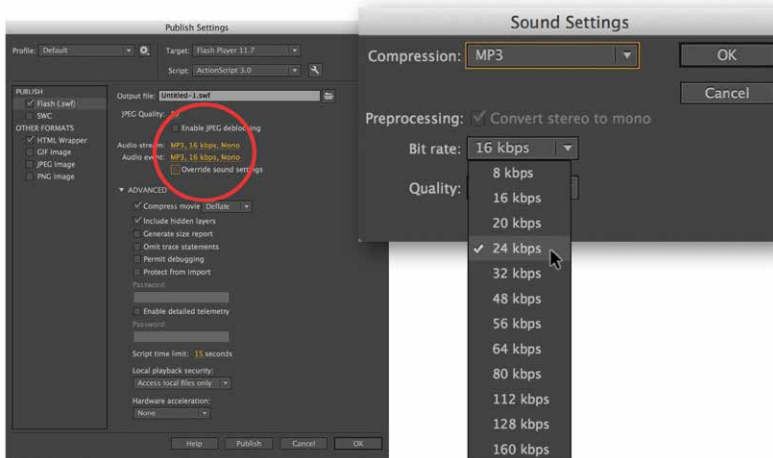 Publish Settings
Profile: Default
Target: Flash Player 11.7
Script: ActionScript 3.0
PUBLISH
Flash (.swf)
SWC
OTHER FORMATS
HTML Wrapper
GIF Image
JPEG Image
PNG Image
Output file: Untitled-1.swf
JPEG Quality:
Enable JPEG deblocking
Audio stream: MP3, 16 kbps, Mono
Audio event: MP3, 16 kbps, Mono
Override sound settings
ADVANCED
Compress movie Deflate
Include hidden layers
Generate size report
Omit trace statements
Permit debugging
Protect from import
Password:
Enable detailed telemetry
Password:
Script time limit: 15 seconds
Local playback security:
Access local files only
Hardware acceleration:
None
Help
Publish
Cancel
OK
Sound Settings
Compression: MP3
OK
Cancel
Preprocessing: Convert stereo to mono
Bit rate: 16 kbps
Quality:
8 kbps
16 kbps
20 kbps
24 kbps
32 kbps
48 kbps
56 kbps
64 kbps
80 kbps
112 kbps
128 kbps
160 kbps